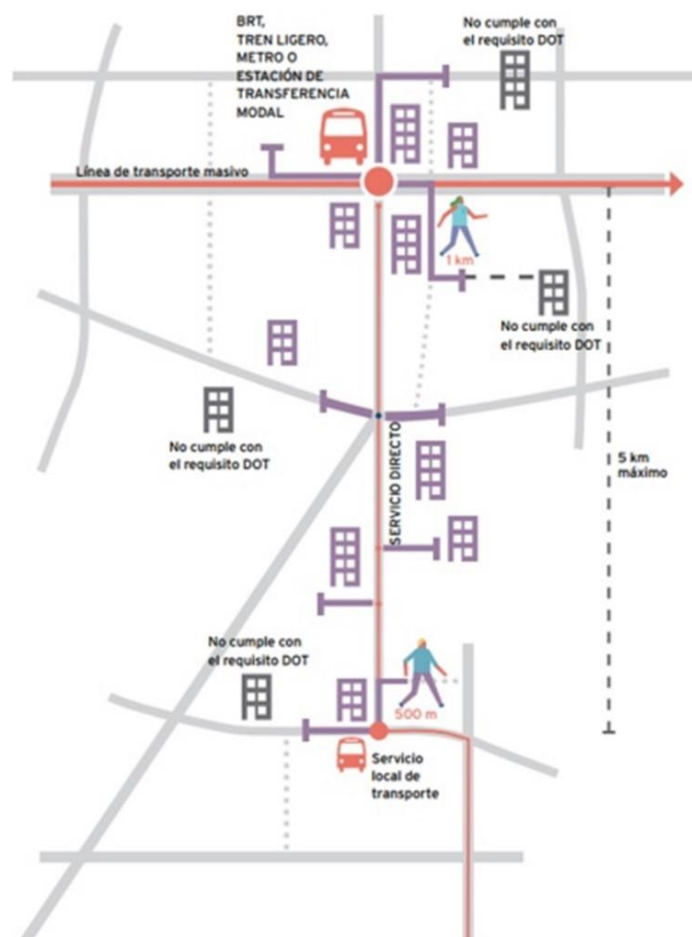 BRT,
TREN LIGERO,
METRO O
ESTACIÓN DE
TRANSFERENCIA
MODAL
No cumple con
el requisito DOT
Línea de transporte masivo
1 km
No cumple con
el requisito DOT
No cumple con
el requisito DOT
SERVICIO DIRECTO
5 km
máximo
No cumple con
el requisito DOT
500 m
Servicio
local de
transporte